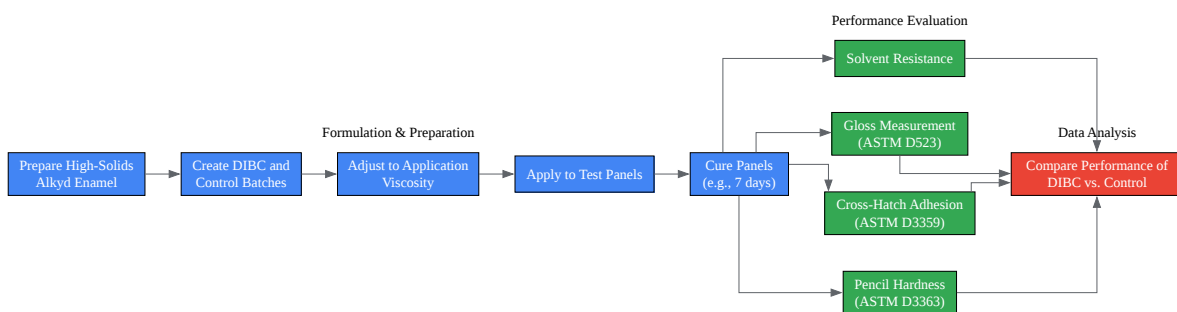 Performance Evaluation
Solvent Resistance
Formulation & Preparation
Gloss Measurement
(ASTM D523)
Data Analysis
Prepare High-Solids
Alkyd Enamel
Create DIBC and
Control Batches
Adjust to Application
Viscosity
Apply to Test Panels
Cure Panels
(e.g., 7 days)
Compare Performance of
DIBC vs. Control
Cross-Hatch Adhesion
(ASTM D3359)
Pencil Hardness
(ASTM D3363)